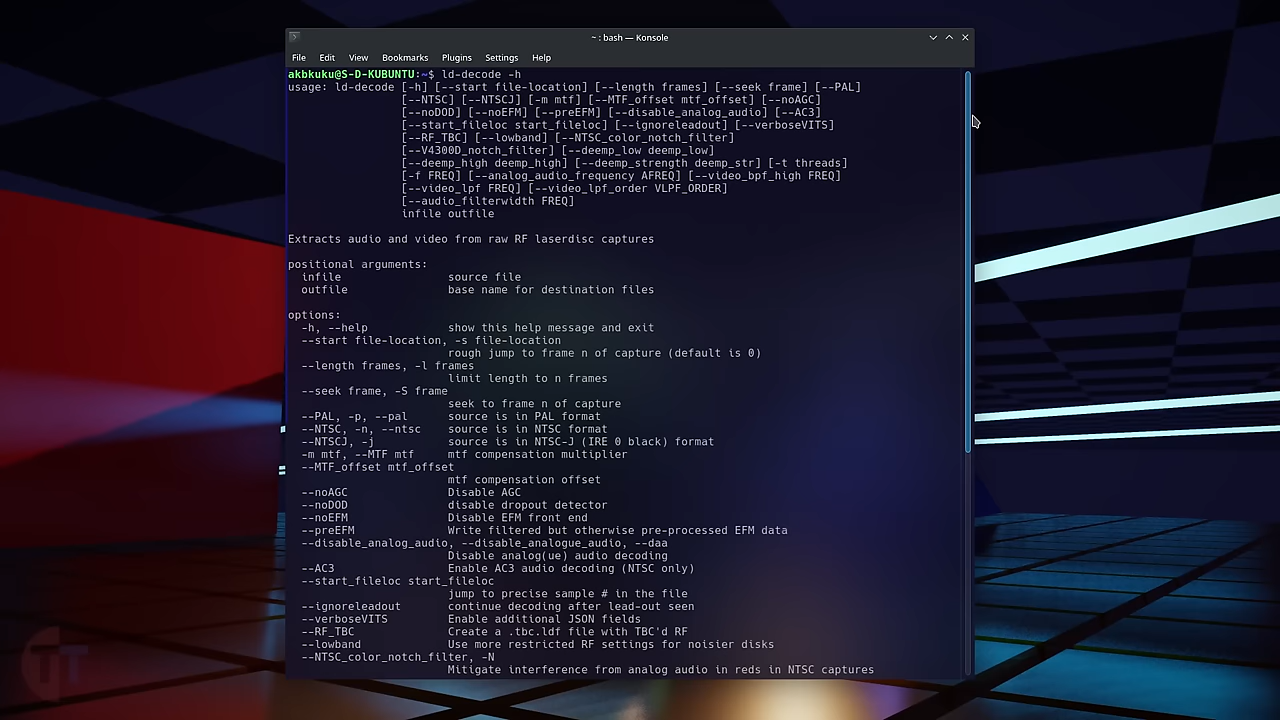 ~ : bash — Konsole
File Edit View Bookmarks Plugins Settings Help
akbkuku@S-D-KUBUNTU:~$ ld-decode -h
usage: ld-decode [-h] [--start file-location] [--length frames] [--seek frame] [--PAL]
[--NTSC] [--NTSCJ] [-m mtf] [--MTF_offset mtf_offset] [--noAGC]
[--noDOD] [--noEFM] [--preEFM] [--disable_analog_audio] [--AC3]
[--start_fileloc start_fileloc] [--ignoreleadout] [--verboseVITS]
[--RF_TBC] [--lowband] [--NTSC_color_notch_filter]
[--V4300D_notch_filter] [--deemp_low deemp_low]
[--deemp_high deemp_high] [--deemp_strength deemp_str] [-t threads]
[-f FREQ] [--analog_audio_frequency AFREQ] [--video_bpf_high FREQ]
[--video_lpf FREQ] [--video_lpf_order VLPF_ORDER]
[--audio_filterwidth FREQ]
infile outfile
Extracts audio and video from raw RF laserdisc captures
positional arguments:
infile source file
outfile base name for destination files
options:
-h, --help show this help message and exit
--start file-location, -s file-location
rough jump to frame n of capture (default is 0)
--length frames, -l frames
limit length to n frames
--seek frame, -S frame
seek to frame n of capture
--PAL, -p, --pal source is in PAL format
--NTSC, -n, --ntsc source is in NTSC format
--NTSCJ, -j source is in NTSC-J (IRE 0 black) format
-m mtf, --MTF mtf mtf compensation multiplier
--MTF_offset mtf_offset
mtf compensation offset
--noAGC Disable AGC
--noDOD disable dropout detector
--noEFM Disable EFM front end
--preEFM Write filtered but otherwise pre-processed EFM data
--disable_analog_audio, --disable_analogue_audio, --daa
Disable analog(ue) audio decoding
--AC3 Enable AC3 audio decoding (NTSC only)
--start_fileloc start_fileloc
jump to precise sample # in the file
--ignoreleadout continue decoding after lead-out seen
--verboseVITS Enable additional JSON fields
--RF_TBC Create a .tbc.ldf file with TBC'd RF
--lowband Use more restricted RF settings for noisier disks
--NTSC_color_notch_filter, -N
Mitigate interference from analog audio in reds in NTSC captures